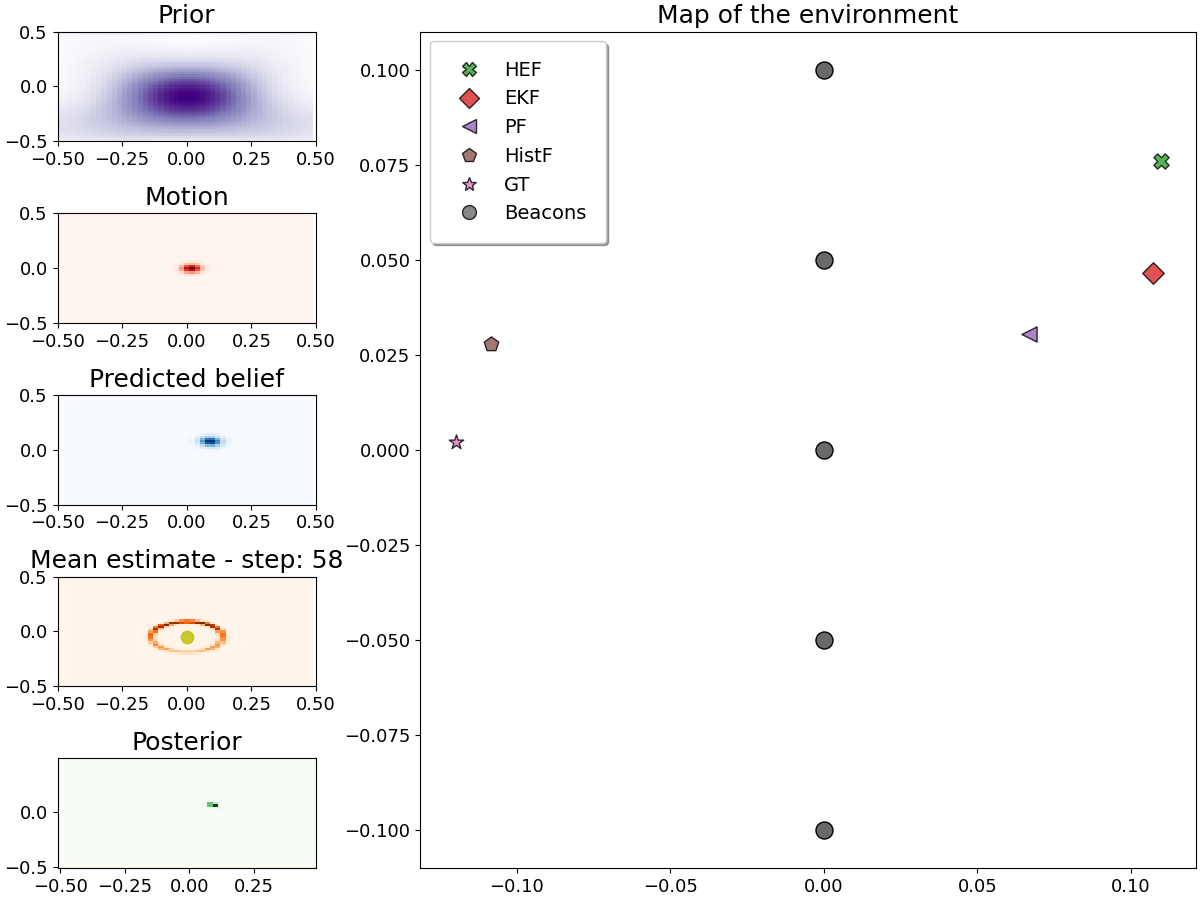 Prior
0.5
0.0
−0.5
−0.50 −0.25 0.00 0.25 0.50
Motion
0.5
0.0
−0.5
−0.50 −0.25 0.00 0.25 0.50
Predicted belief
0.5
0.0
−0.5
−0.50 −0.25 0.00 0.25 0.50
Mean estimate - step: 58
0.5
0.0
−0.5
−0.50 −0.25 0.00 0.25 0.50
Posterior
0.0
−0.5
−0.50 −0.25 0.00 0.25
Map of the environment
HEF
EKF
PF
HistF
GT
Beacons
0.100
0.075
0.050
0.025
0.000
−0.025
−0.050
−0.075
−0.100
−0.10 −0.05 0.00 0.05 0.10